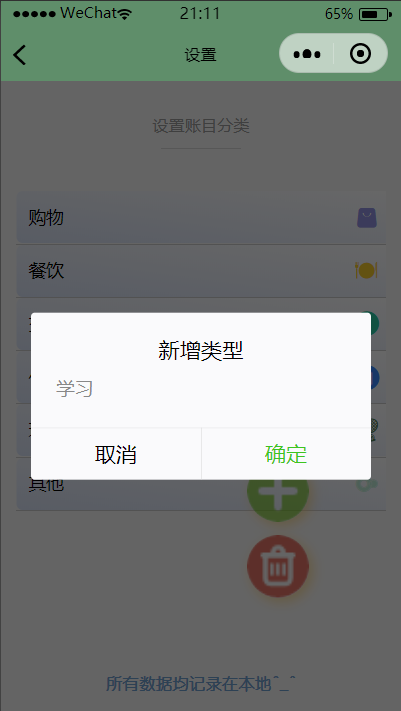 ●●●●● WeChat 21:11 65%
设置
设置账目分类
购物
餐饮
新增类型
学习
取消 确定
其他
所有数据均记录在本地^_^